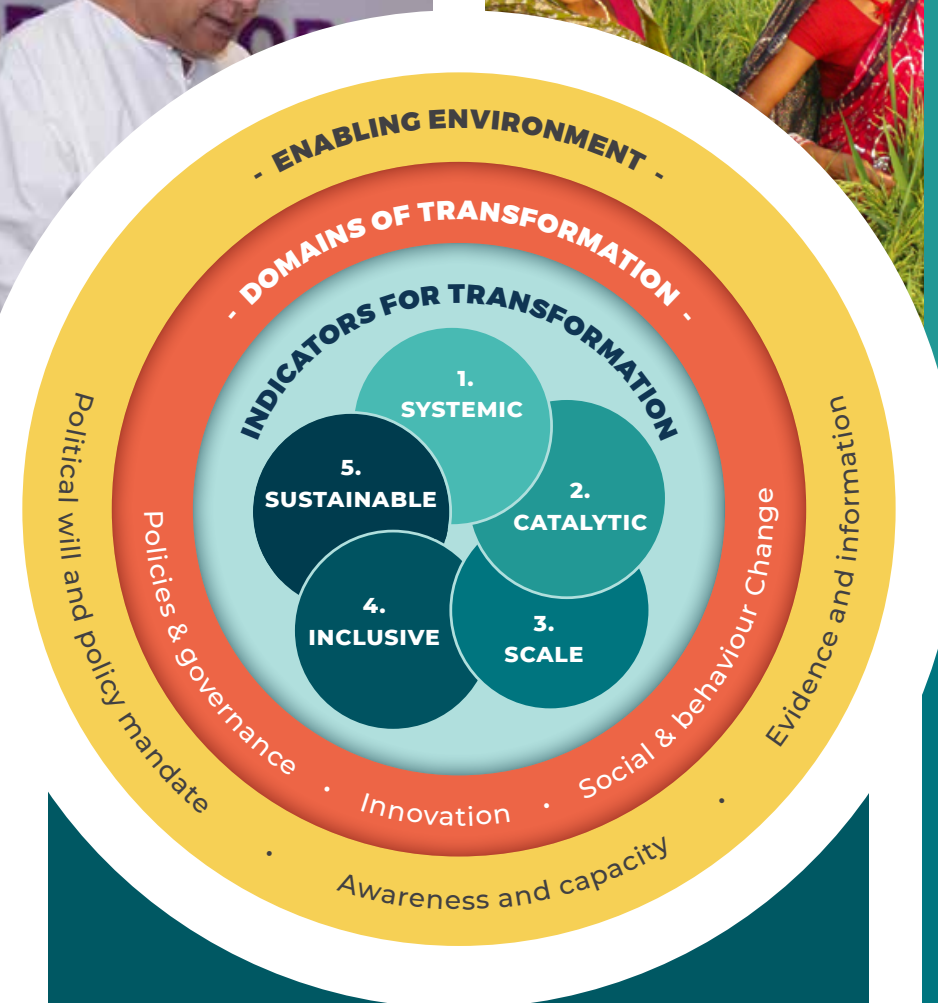 - ENABLING ENVIRONMENT -
- DOMAINS OF TRANSFORMATION -
INDICATORS FOR TRANSFORMATION
1.
SYSTEMIC
2.
CATALYTIC
3.
SCALE
4.
INCLUSIVE
5.
SUSTAINABLE
Policies & governance · Innovation · Social & behaviour Change
Political will and policy mandate · Awareness and capacity · Evidence and information